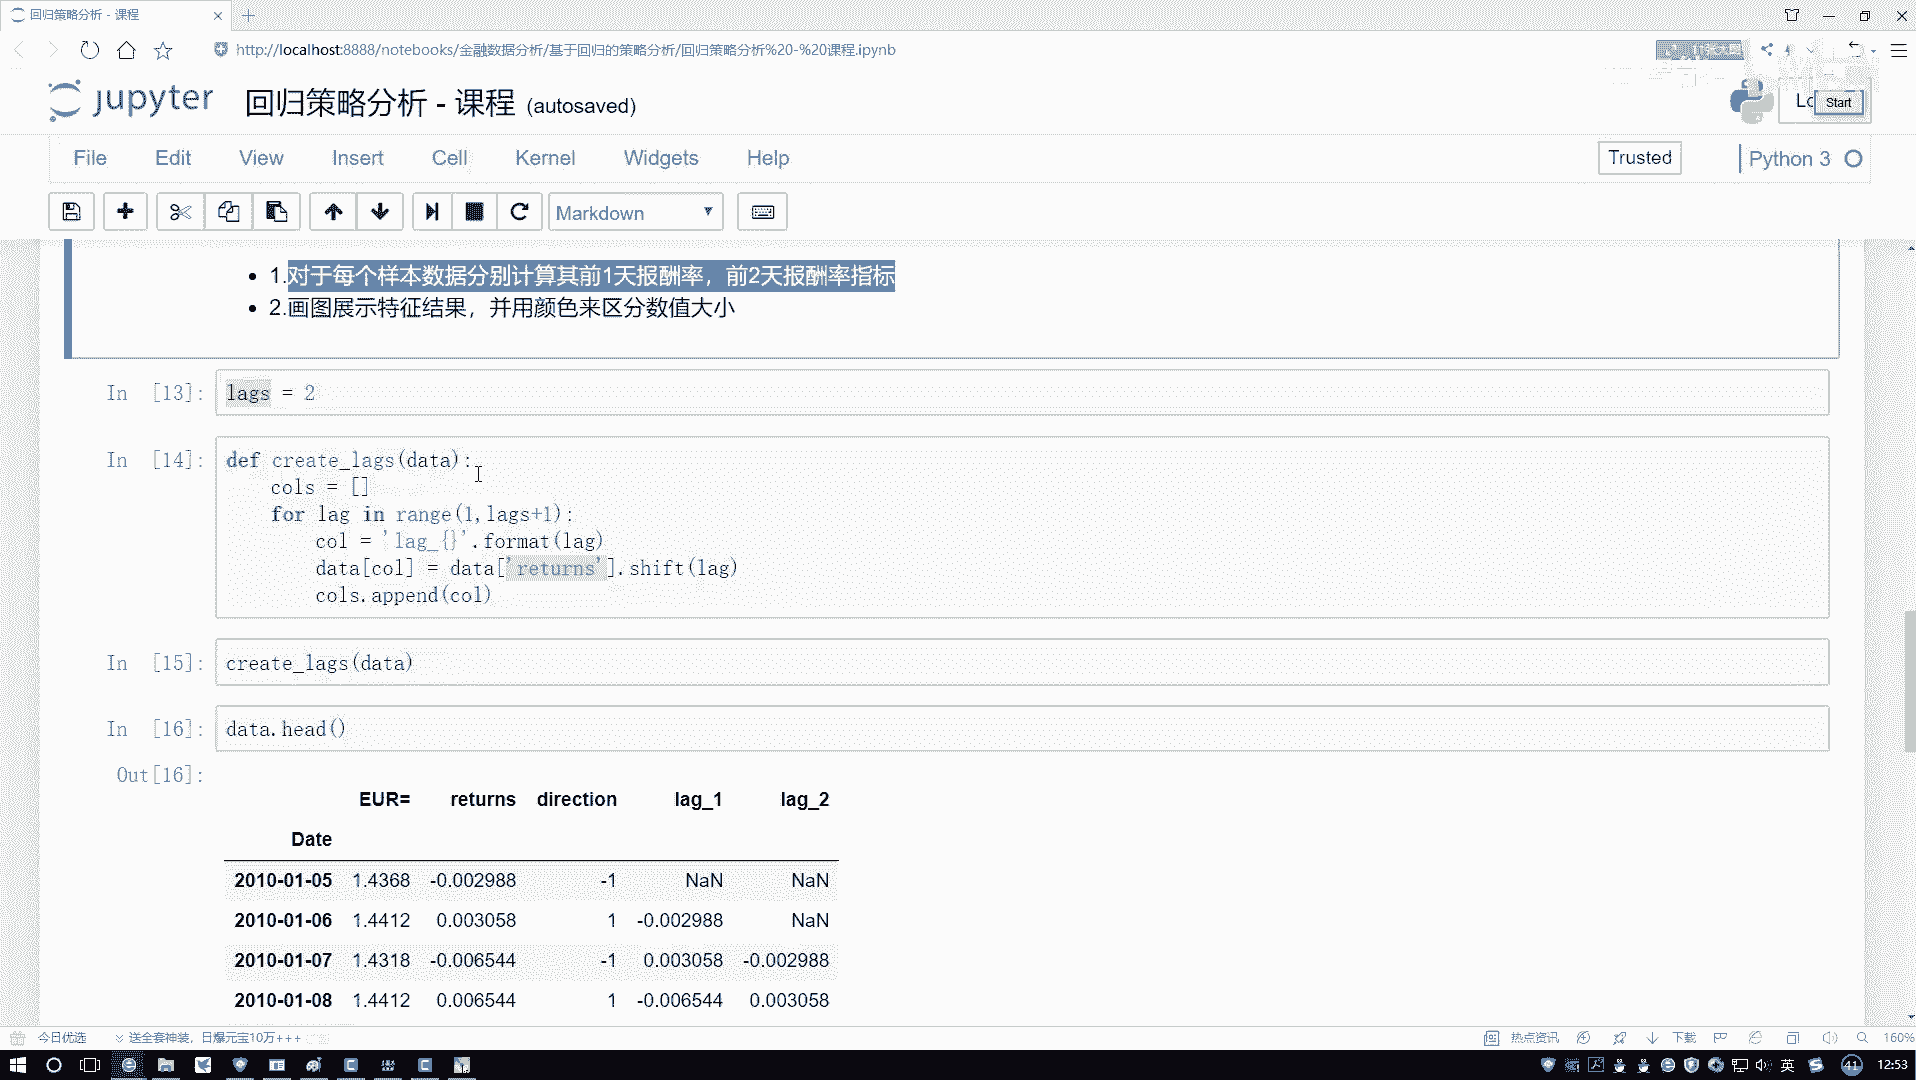 回归策略分析 - 课程
http://localhost:8888/notebooks/金融数据分析/基于回归的策略分析/回归策略分析%20-%20课程.ipynb
jupyter 回归策略分析 - 课程 (autosaved)
Start
File Edit View Insert Cell Kernel Widgets Help
Trusted
Python 3
Markdown
1.对于每个样本数据分别计算其前1天报酬率，前2天报酬率指标
2.画图展示特征结果，并用颜色来区分数值大小
In [13]: lags = 2
In [14]: def create_lags(data):
cols = []
for lag in range(1,lags+1):
col = 'lag_{}'.format(lag)
data[col] = data['returns'].shift(lag)
cols.append(col)
In [15]: create_lags(data)
In [16]: data.head()
Out[16]:
EUR= returns direction lag_1 lag_2
Date
2010-01-05 1.4368 -0.002988 -1 NaN NaN
2010-01-06 1.4412 0.003058 1 -0.002988 NaN
2010-01-07 1.4318 -0.006544 -1 0.003058 -0.002988
2010-01-08 1.4412 0.006544 1 -0.006544 0.003058
今日优选 送全套神装，日爆元宝10万+++
热点资讯 下载 160%
英 41 12:53